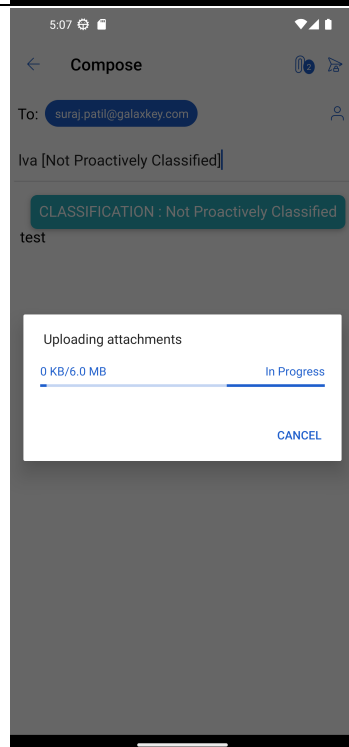 5:07
Compose
2
To: suraj.patil@galaxkey.com
lva [Not Proactively Classified]
CLASSIFICATION : Not Proactively Classified
test
Uploading attachments
0 KB/6.0 MB In Progress
CANCEL